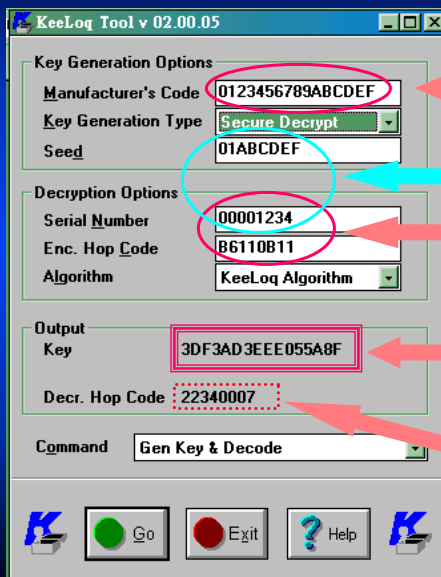 KeeLoq Tool v 02.00.05
Key Generation Options
Manufacturer's Code 0123456789ABCDEF
Key Generation Type Secure Decrypt
Seed 01ABCDEF
Decryption Options
Serial Number 00001234
Enc. Hop Code B6110B11
Algorithm KeeLoq Algorithm
Output
Key 3DF3AD3EEE055A8F
Decr. Hop Code 22340007
Command Gen Key & Decode
Go Exit Help